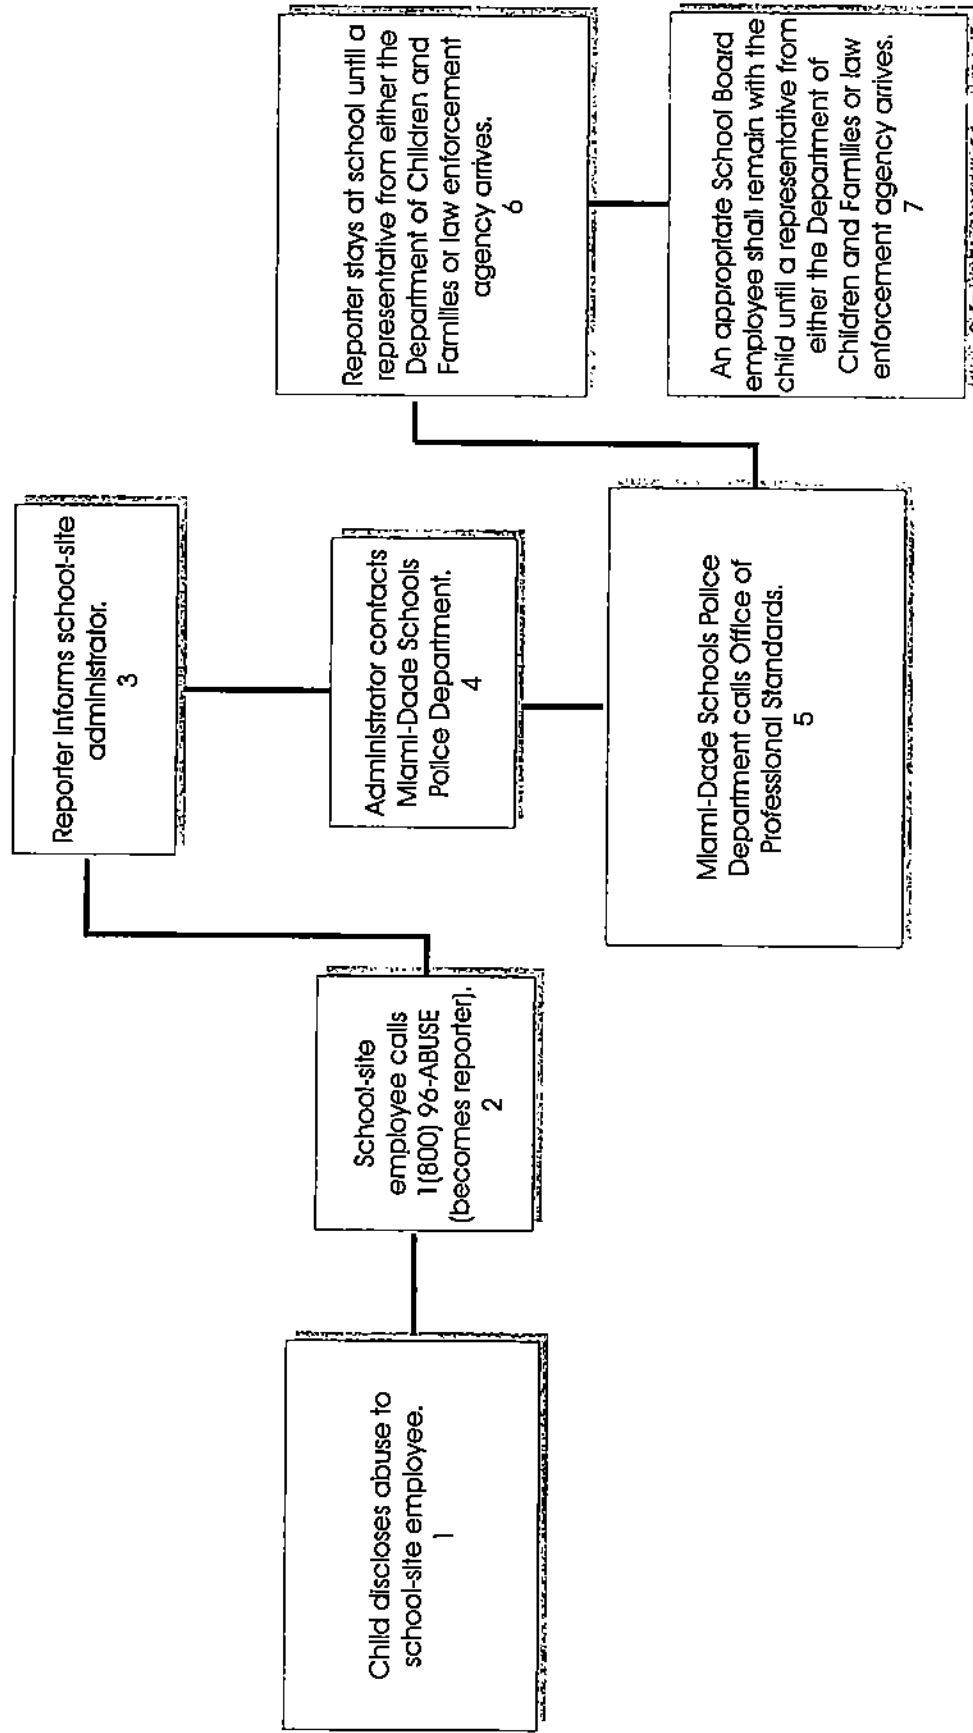 Child discloses abuse to
school-site employee.
1
School-site
employee calls
1(800) 96-ABUSE
(becomes reporter).
2
Reporter informs school-site
administrator.
3
Administrator contacts
Miami-Dade Schools
Police Department.
4
Miami-Dade Schools Police
Department calls Office of
Professional Standards.
5
Reporter stays at school until a
representative from either the
Department of Children and
Families or law enforcement
agency arrives.
6
An appropriate School Board
employee shall remain with the
child until a representative from
either the Department of
Children and Families or law
enforcement agency arrives.
7